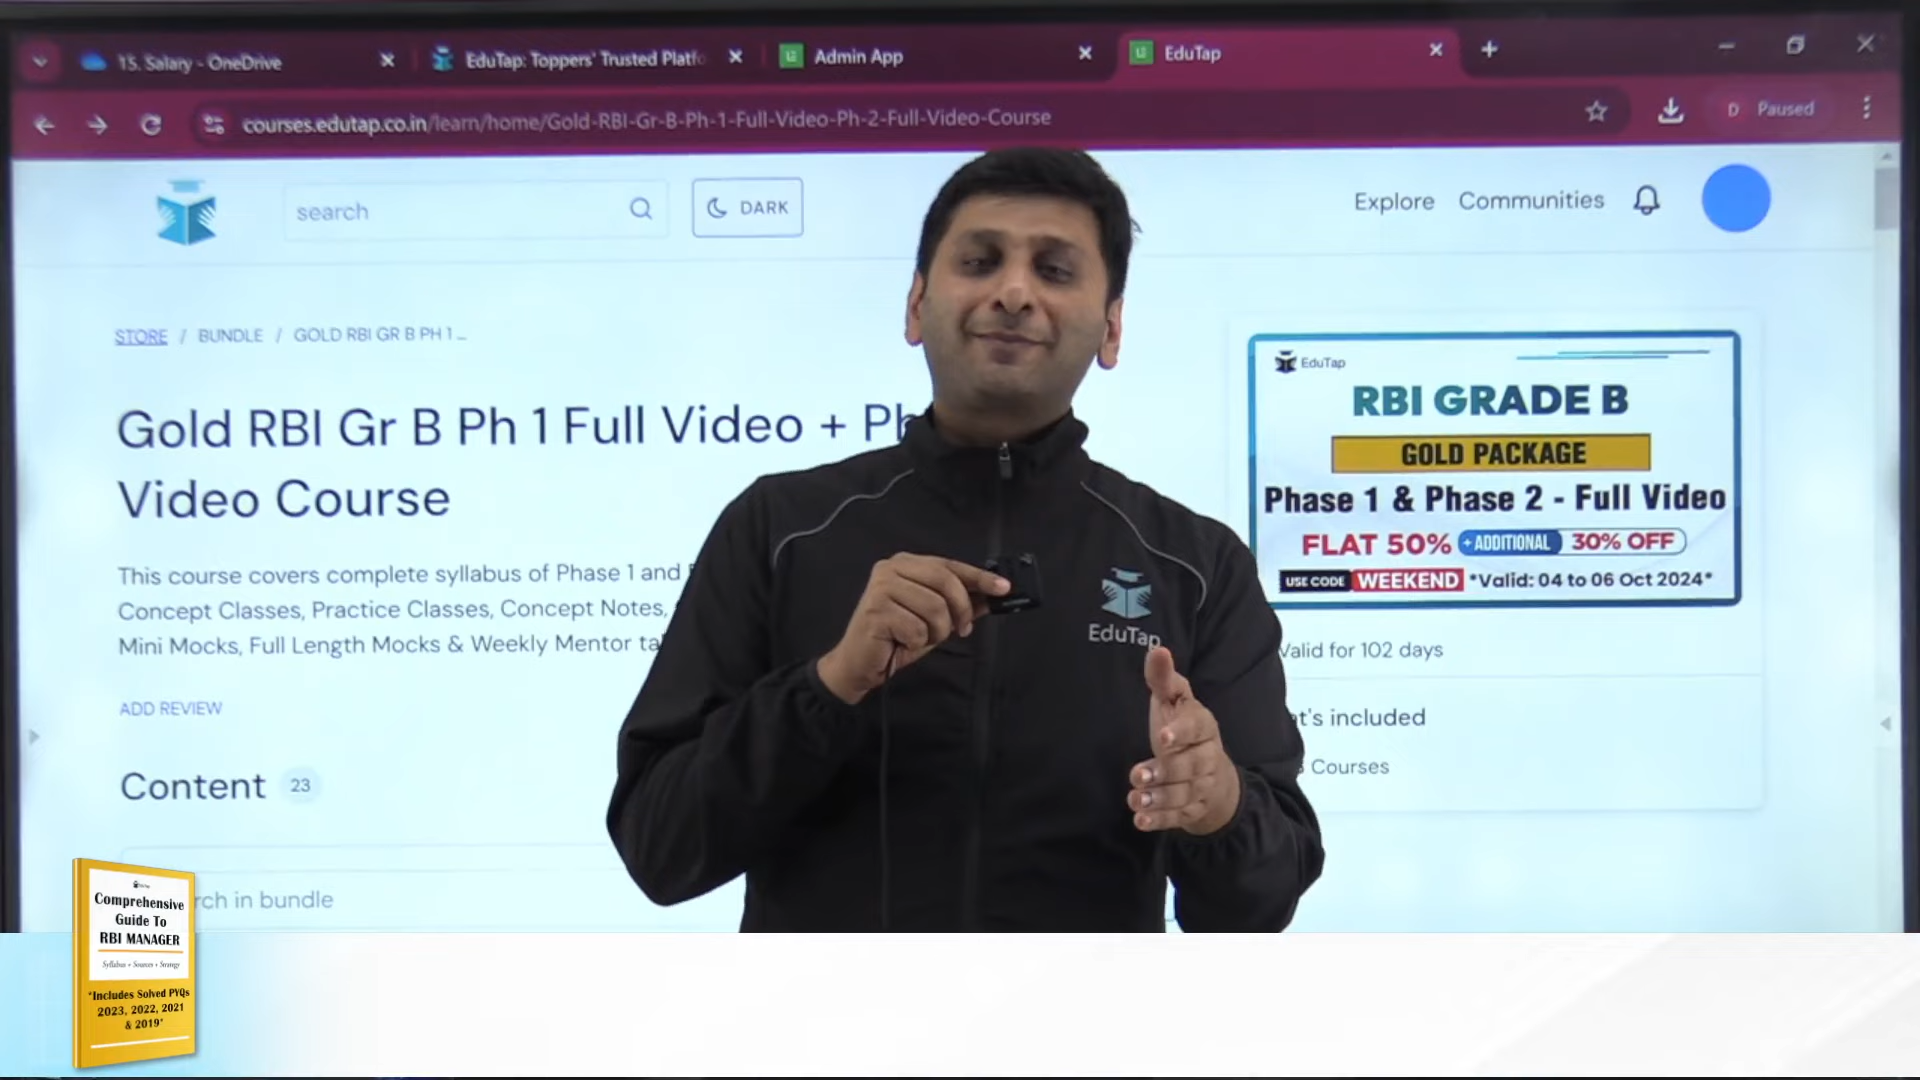 15. Salary - OneDrive
EduTap: Toppers' Trusted Platfo
Admin App
EduTap
courses.edutap.co.in/learn/home/Gold-RBI-Gr-B-Ph-1-Full-Video-Ph-2-Full-Video-Course
D Paused
search
DARK
Explore
Communities
STORE / BUNDLE / GOLD RBI GR B PH 1 ...
Gold RBI Gr B Ph 1 Full Video + Ph
Video Course
This course covers complete syllabus of Phase 1 and
Concept Classes, Practice Classes, Concept Notes,
Mini Mocks, Full Length Mocks & Weekly Mentor ta
ADD REVIEW
Content 23
rch in bundle
EduTap
RBI GRADE B
GOLD PACKAGE
Phase 1 & Phase 2 - Full Video
FLAT 50% + ADDITIONAL 30% OFF
USE CODE WEEKEND *Valid: 04 to 06 Oct 2024*
Valid for 102 days
at's included
Courses
EduTap
Comprehensive
Guide To
RBI MANAGER
Syllabus • Sources • Strategy
*Includes Solved PYQs
2023, 2022, 2021
& 2019*